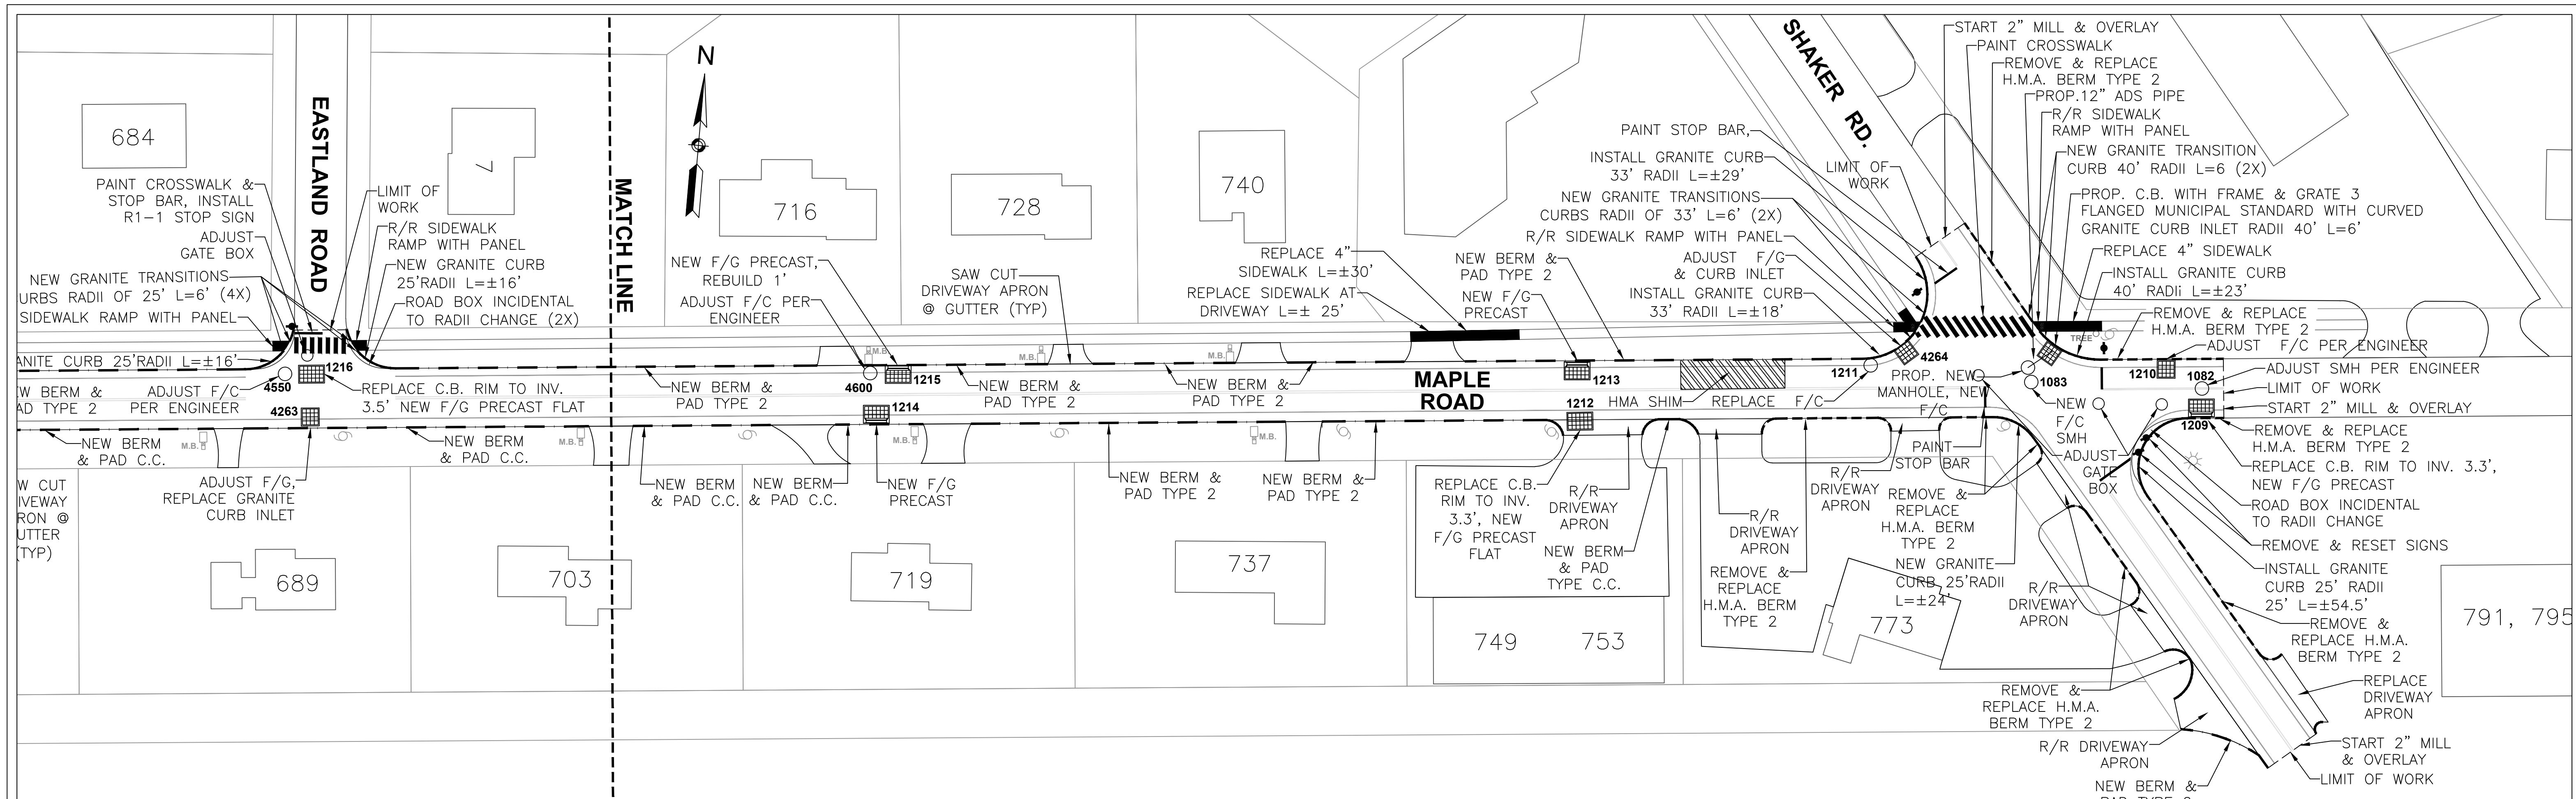 684
EASTLAND ROAD
7
MATCH LINE
N
716
728
740
SHAKER RD.
PAINT CROSSWALK &
STOP BAR, INSTALL
R1-1 STOP SIGN
ADJUST
GATE BOX
NEW GRANITE TRANSITIONS
URBS RADII OF 25' L=6' (4X)
SIDEWALK RAMP WITH PANEL
ANITE CURB 25'RADII L=±16'
LIMIT OF
WORK
R/R SIDEWALK
RAMP WITH PANEL
NEW GRANITE CURB
25'RADII L=±16'
ROAD BOX INCIDENTAL
TO RADII CHANGE (2X)
W BERM &
AD TYPE 2
4550
ADJUST F/C
PER ENGINEER
1216
REPLACE C.B. RIM TO INV.
3.5' NEW F/G PRECAST FLAT
4263
NEW BERM
& PAD C.C.
M.B.
NEW BERM
& PAD C.C.
M.B.
W CUT
IVEWAY
RON @
UTTER
(TYP)
ADJUST F/G,
REPLACE GRANITE
CURB INLET
689
703
NEW F/G PRECAST,
REBUILD 1'
ADJUST F/C PER
ENGINEER
M.B.
4600
1215
NEW BERM &
PAD TYPE 2
1214
SAW CUT
DRIVEWAY APRON
@ GUTTER (TYP)
M.B.
M.B.
NEW BERM &
PAD TYPE 2
NEW BERM &
PAD TYPE 2
NEW BERM
& PAD C.C.
NEW BERM
& PAD C.C.
M.B.
NEW F/G
PRECAST
M.B.
NEW BERM &
PAD TYPE 2
NEW BERM &
PAD TYPE 2
719
737
REPLACE 4"
SIDEWALK L=±30'
REPLACE SIDEWALK AT
DRIVEWAY L=± 25'
NEW BERM &
PAD TYPE 2
NEW F/G
PRECAST
1213
MAPLE
ROAD
1212
HMA SHIM
REPLACE F/C
1211
PAINT STOP BAR,
INSTALL GRANITE CURB
33' RADII L=±29'
NEW GRANITE TRANSITIONS
CURBS RADII OF 33' L=6' (2X)
R/R SIDEWALK RAMP WITH PANEL
ADJUST F/G
& CURB INLET
INSTALL GRANITE CURB
33' RADII L=±18'
LIMIT OF
WORK
4264
START 2" MILL & OVERLAY
PAINT CROSSWALK
REMOVE & REPLACE
H.M.A. BERM TYPE 2
PROP.12" ADS PIPE
R/R SIDEWALK
RAMP WITH PANEL
NEW GRANITE TRANSITION
CURB 40' RADII L=6 (2X)
PROP. C.B. WITH FRAME & GRATE 3
FLANGED MUNICIPAL STANDARD WITH CURVED
GRANITE CURB INLET RADII 40' L=6'
REPLACE 4" SIDEWALK
INSTALL GRANITE CURB
40' RADIi L=±23'
REMOVE & REPLACE
H.M.A. BERM TYPE 2
TREE
ADJUST F/C PER ENGINEER
1210
1082
ADJUST SMH PER ENGINEER
LIMIT OF WORK
START 2" MILL & OVERLAY
1209
REMOVE & REPLACE
H.M.A. BERM TYPE 2
REPLACE C.B. RIM TO INV. 3.3',
NEW F/G PRECAST
ROAD BOX INCIDENTAL
TO RADII CHANGE
REMOVE & RESET SIGNS
INSTALL GRANITE
CURB 25' RADII
25' L=±54.5'
REMOVE &
REPLACE H.M.A.
BERM TYPE 2
REPLACE
DRIVEWAY
APRON
START 2" MILL
& OVERLAY
LIMIT OF WORK
PROP. NEW
MANHOLE, NEW
F/C
1083
NEW
F/C
SMH
ADJUST
GATE
BOX
PAINT
STOP BAR
REPLACE C.B.
RIM TO INV.
3.3', NEW
F/G PRECAST
FLAT
R/R
DRIVEWAY
APRON
NEW BERM
& PAD
TYPE C.C.
R/R
DRIVEWAY
APRON
REMOVE &
REPLACE
H.M.A. BERM
TYPE 2
R/R
DRIVEWAY
APRON
REMOVE &
REPLACE
H.M.A. BERM
TYPE 2
NEW GRANITE
CURB 25'RADII
L=±24'
R/R
DRIVEWAY
APRON
749
753
773
791, 795
REMOVE &
REPLACE H.M.A.
BERM TYPE 2
R/R DRIVEWAY
APRON
NEW BERM &
PAD TYPE 2